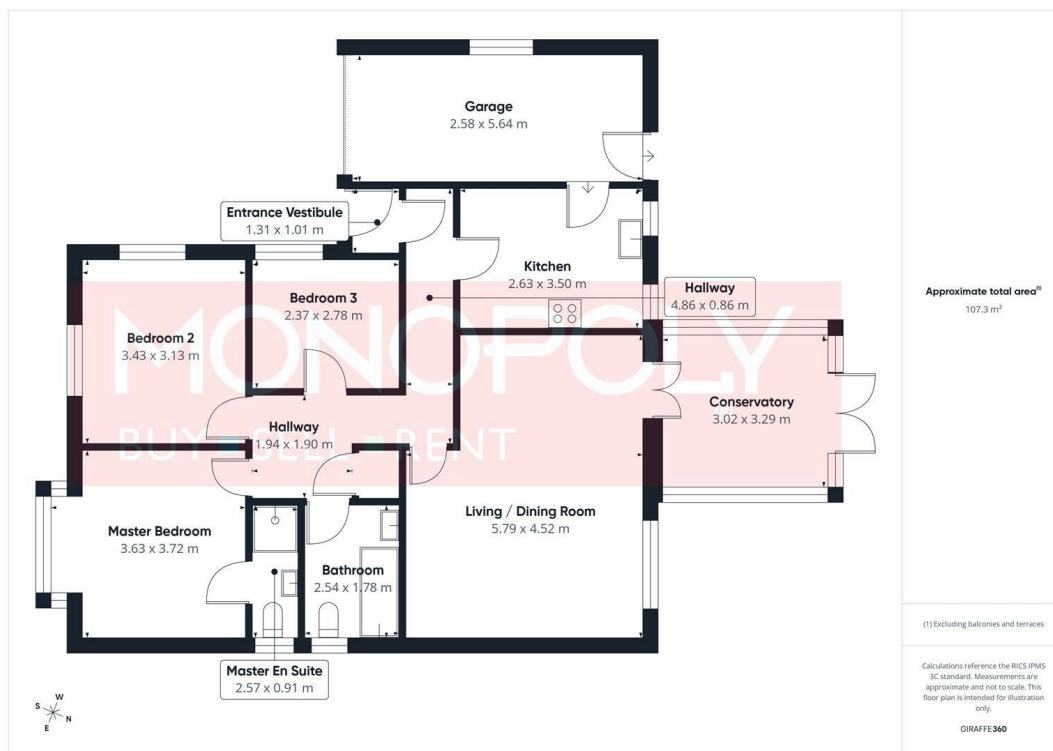 Garage
2.58 x 5.64 m
Entrance Vestibule
1.31 x 1.01 m
Kitchen
2.63 x 3.50 m
Hallway
4.86 x 0.86 m
Bedroom 3
2.37 x 2.78 m
Bedroom 2
3.43 x 3.13 m
MONOPOLY
BUY SELL RENT
Hallway
1.94 x 1.90 m
Conservatory
3.02 x 3.29 m
Living / Dining Room
5.79 x 4.52 m
Master Bedroom
3.63 x 3.72 m
Bathroom
2.54 x 1.78 m
Master En Suite
2.57 x 0.91 m
W
S
N
E
Approximate total area(1)
107.3 m²
(1) Excluding balconies and terraces
Calculations reference the RICS IPMS
3C standard. Measurements are
approximate and not to scale. This
floor plan is intended for illustration
only.
GIRAFFE360